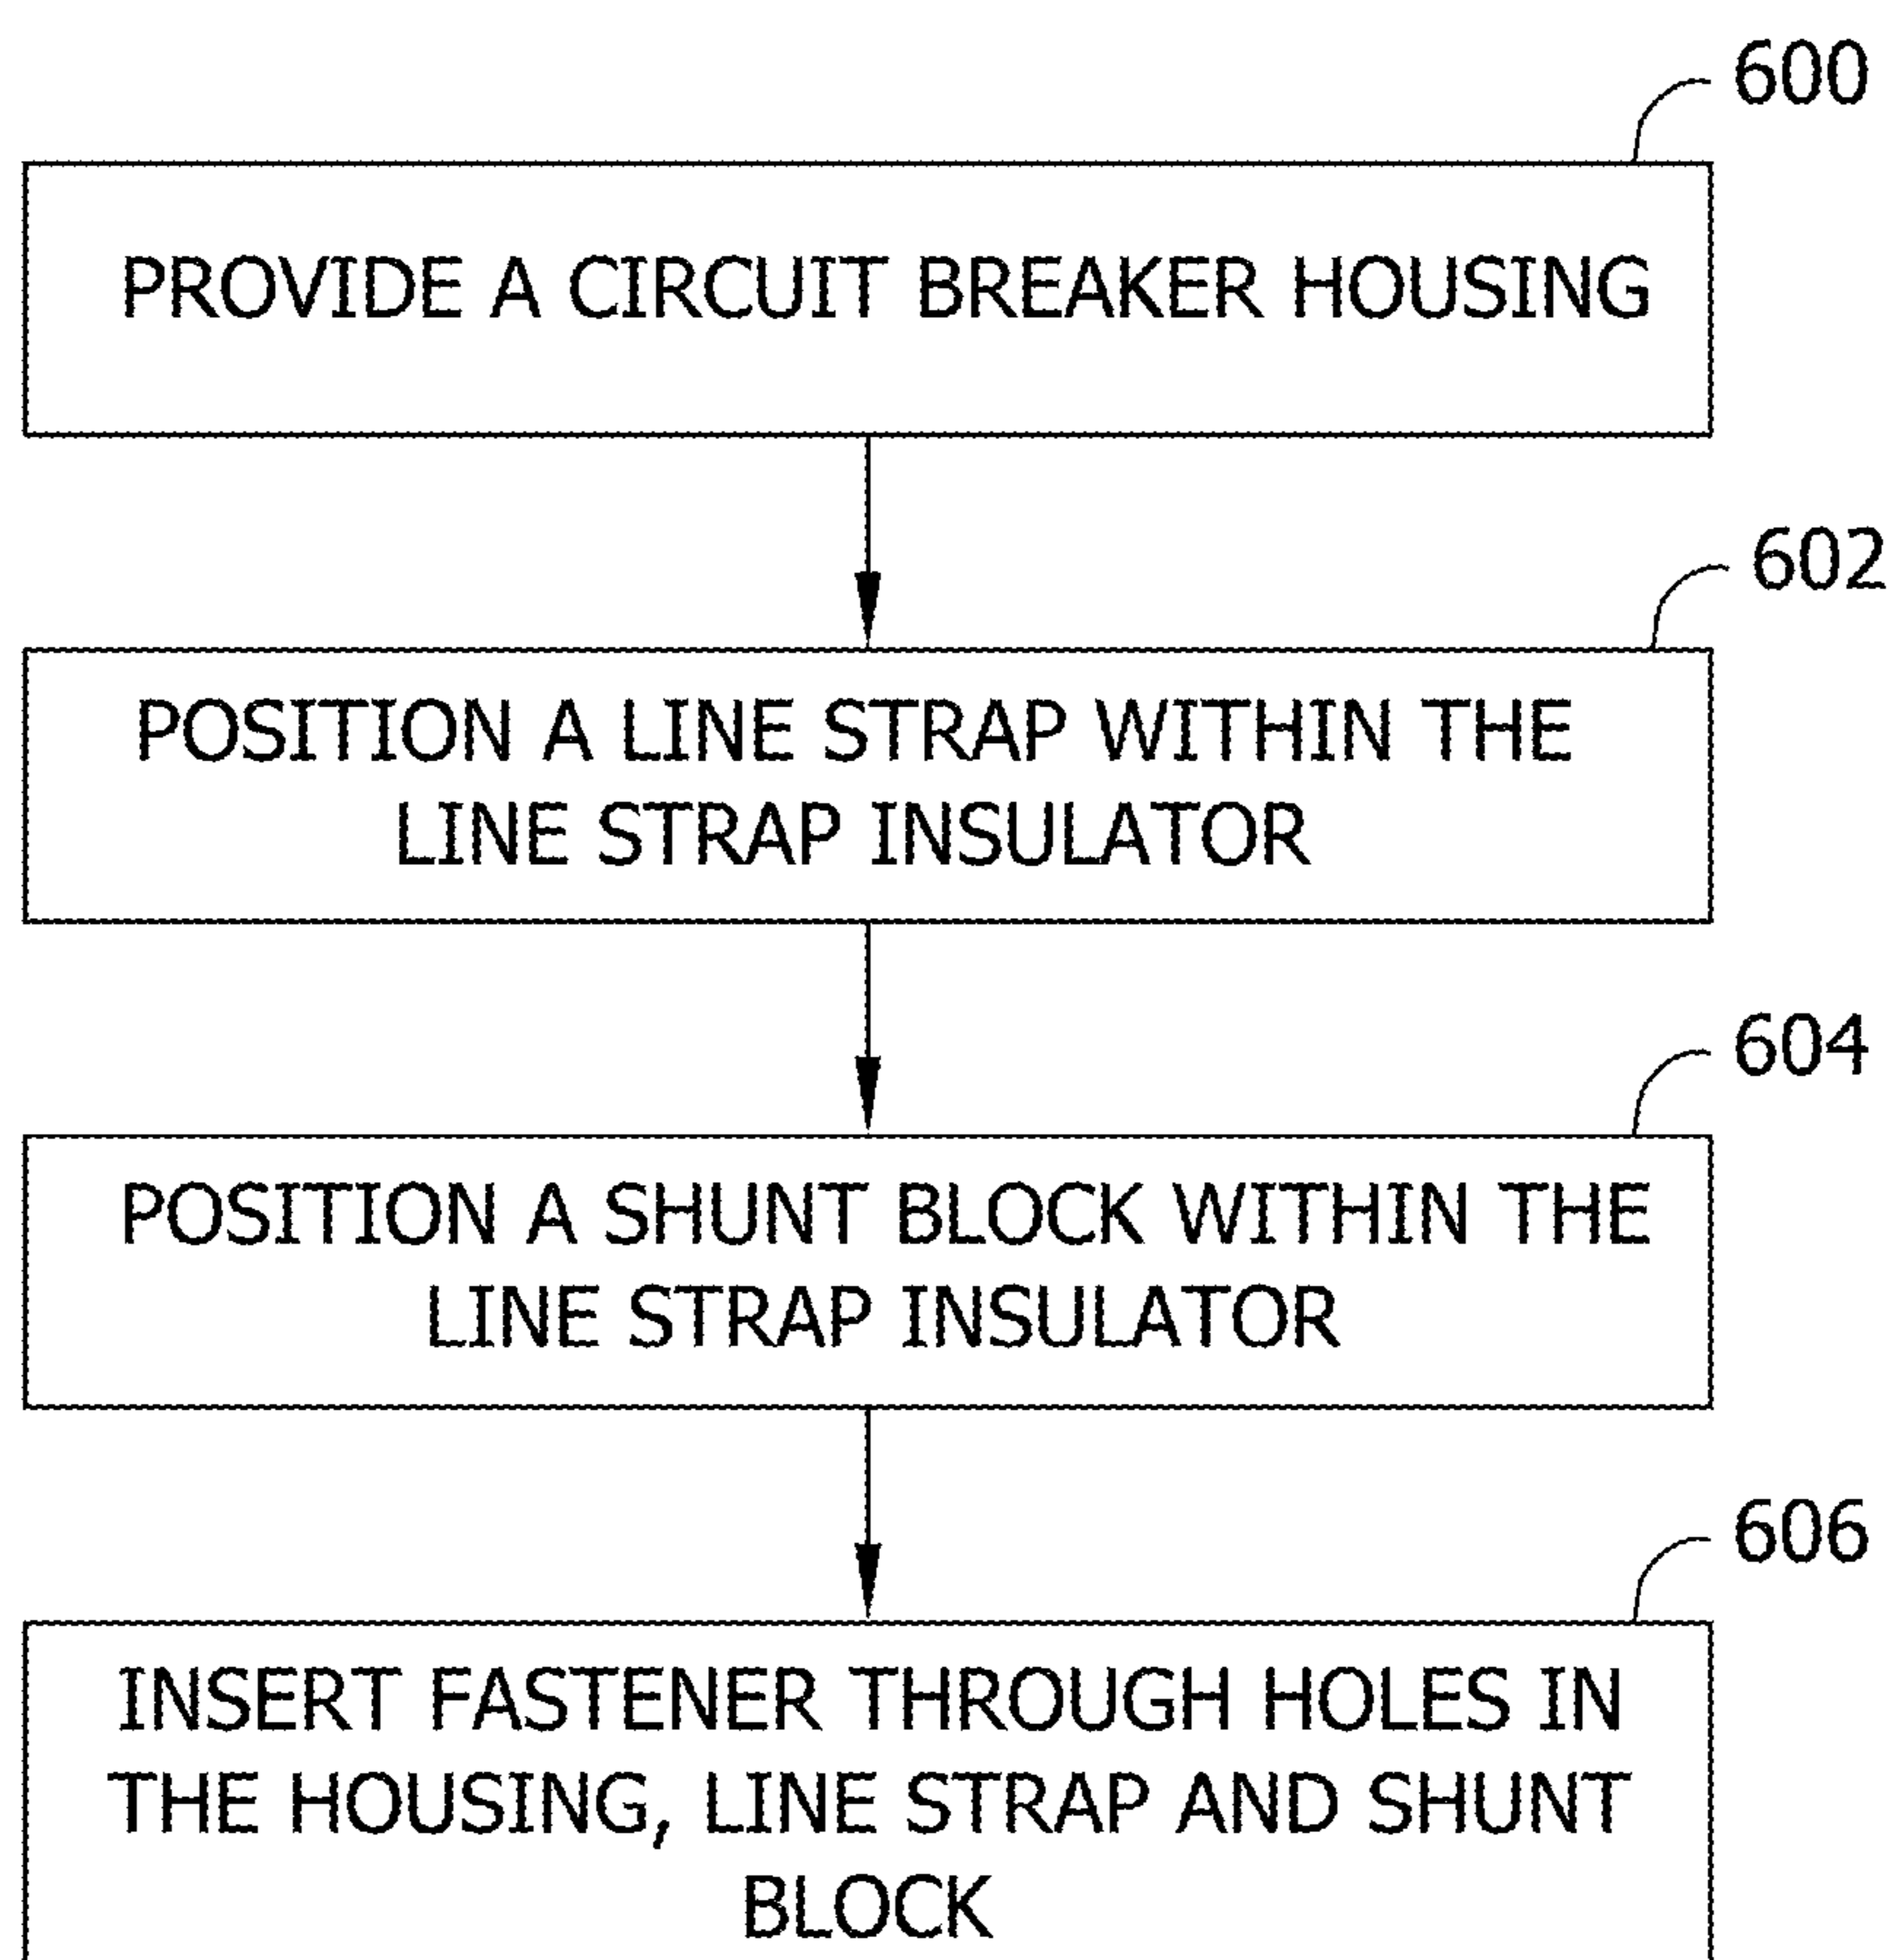 600
PROVIDE A CIRCUIT BREAKER HOUSING
602
POSITION A LINE STRAP WITHIN THE
LINE STRAP INSULATOR
604
POSITION A SHUNT BLOCK WITHIN THE
LINE STRAP INSULATOR
606
INSERT FASTENER THROUGH HOLES IN
THE HOUSING, LINE STRAP AND SHUNT
BLOCK